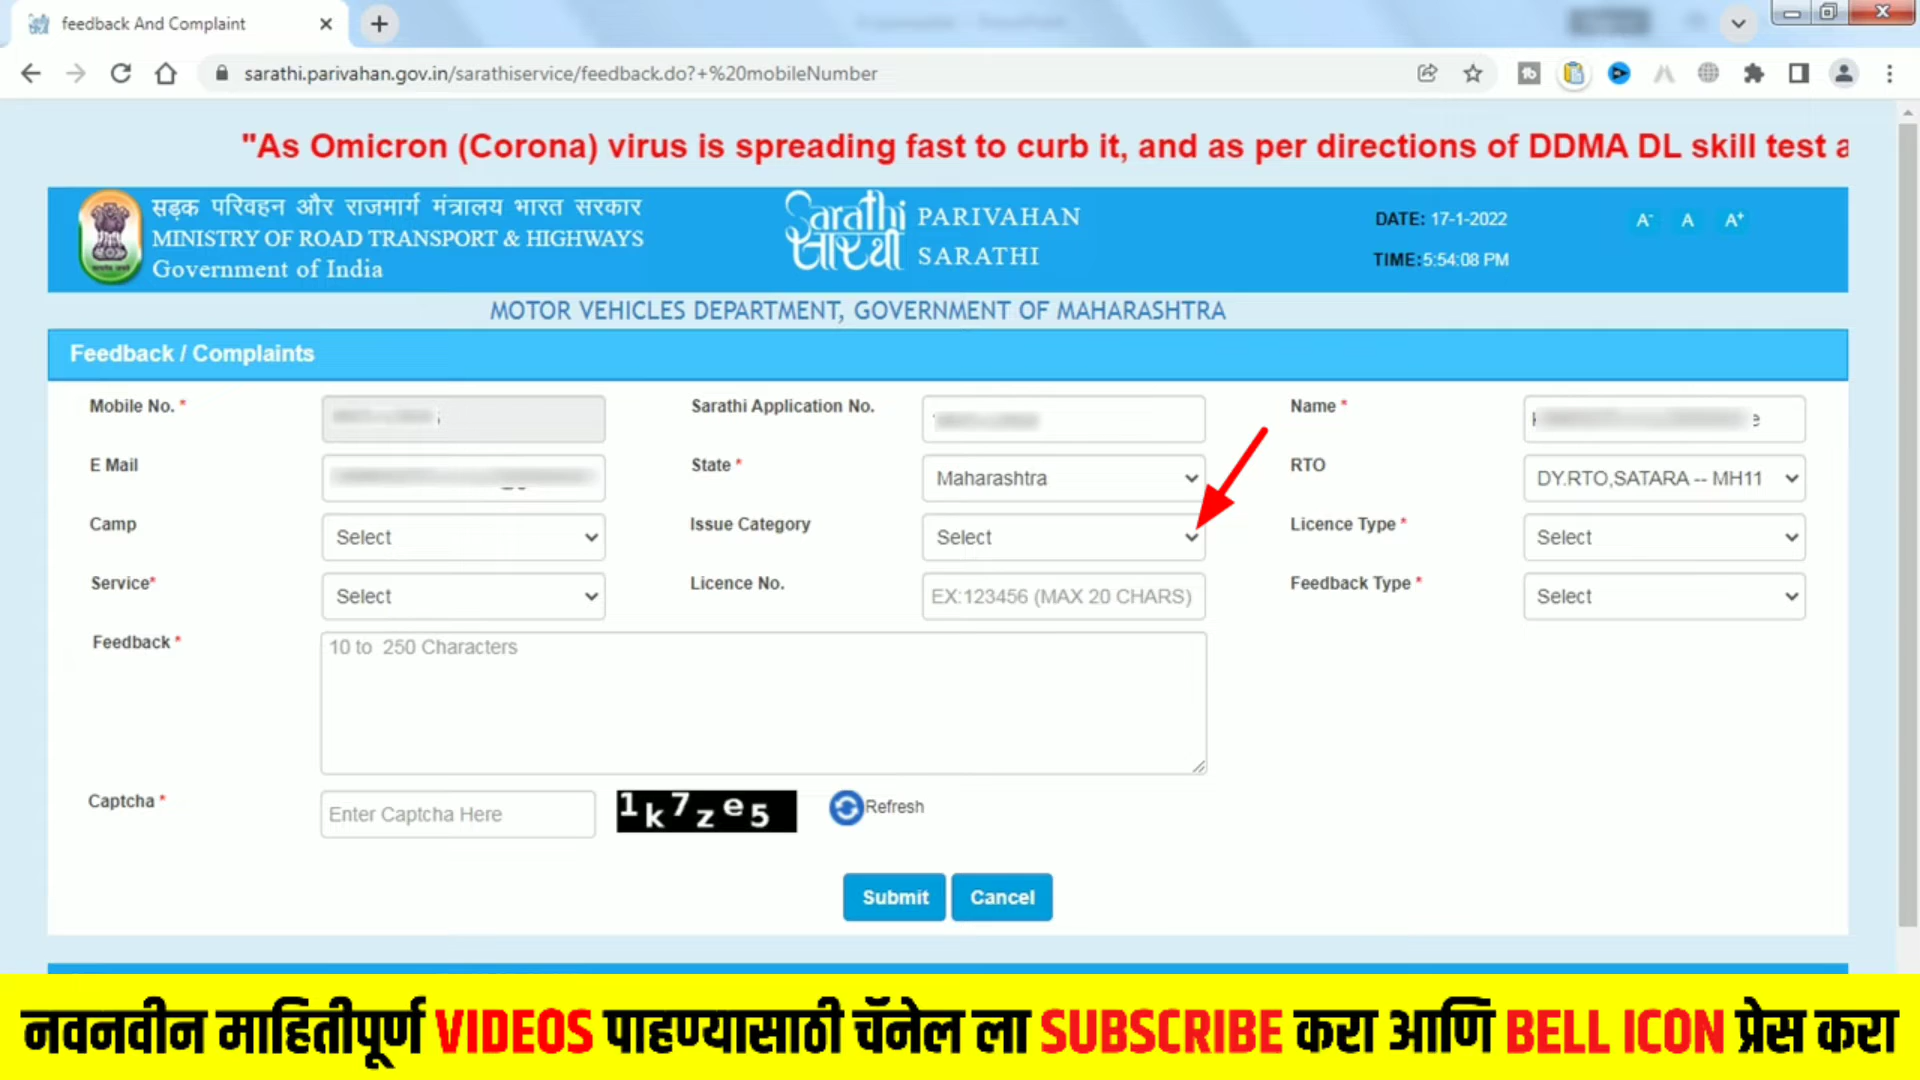 feedback And Complaint
sarathi.parivahan.gov.in/sarathiservice/feedback.do?+%20mobileNumber
"As Omicron (Corona) virus is spreading fast to curb it, and as per directions of DDMA DL skill test a
सड़क परिवहन और राजमार्ग मंत्रालय भारत सरकार
MINISTRY OF ROAD TRANSPORT & HIGHWAYS
Government of India
Sarathi सारथी
PARIVAHAN
SARATHI
DATE: 17-1-2022
TIME:5:54:08 PM
A- A A+
MOTOR VEHICLES DEPARTMENT, GOVERNMENT OF MAHARASHTRA
Feedback / Complaints
Mobile No. * Sarathi Application No. Name *
E Mail State * Maharashtra RTO DY.RTO,SATARA -- MH11
Camp Select Issue Category Select Licence Type * Select
Service* Select Licence No. EX:123456 (MAX 20 CHARS) Feedback Type * Select
Feedback * 10 to 250 Characters
Captcha * Enter Captcha Here 1k7ze5 Refresh
Submit Cancel
नवनवीन माहितीपूर्ण VIDEOS पाहण्यासाठी चॅनेल ला SUBSCRIBE करा आणि BELL ICON प्रेस करा